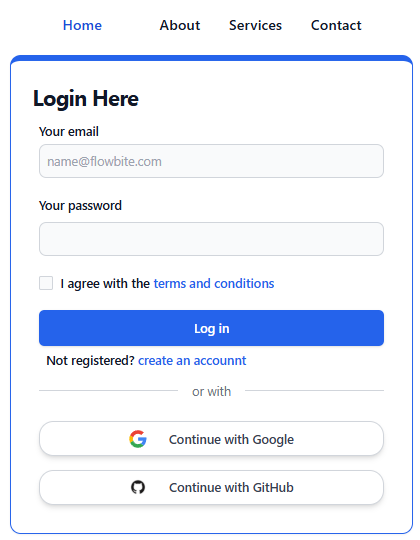 Home About Services Contact
Login Here
Your email
name@flowbite.com
Your password
I agree with the terms and conditions
Log in
Not registered? create an accounnt
or with
Continue with Google
Continue with GitHub